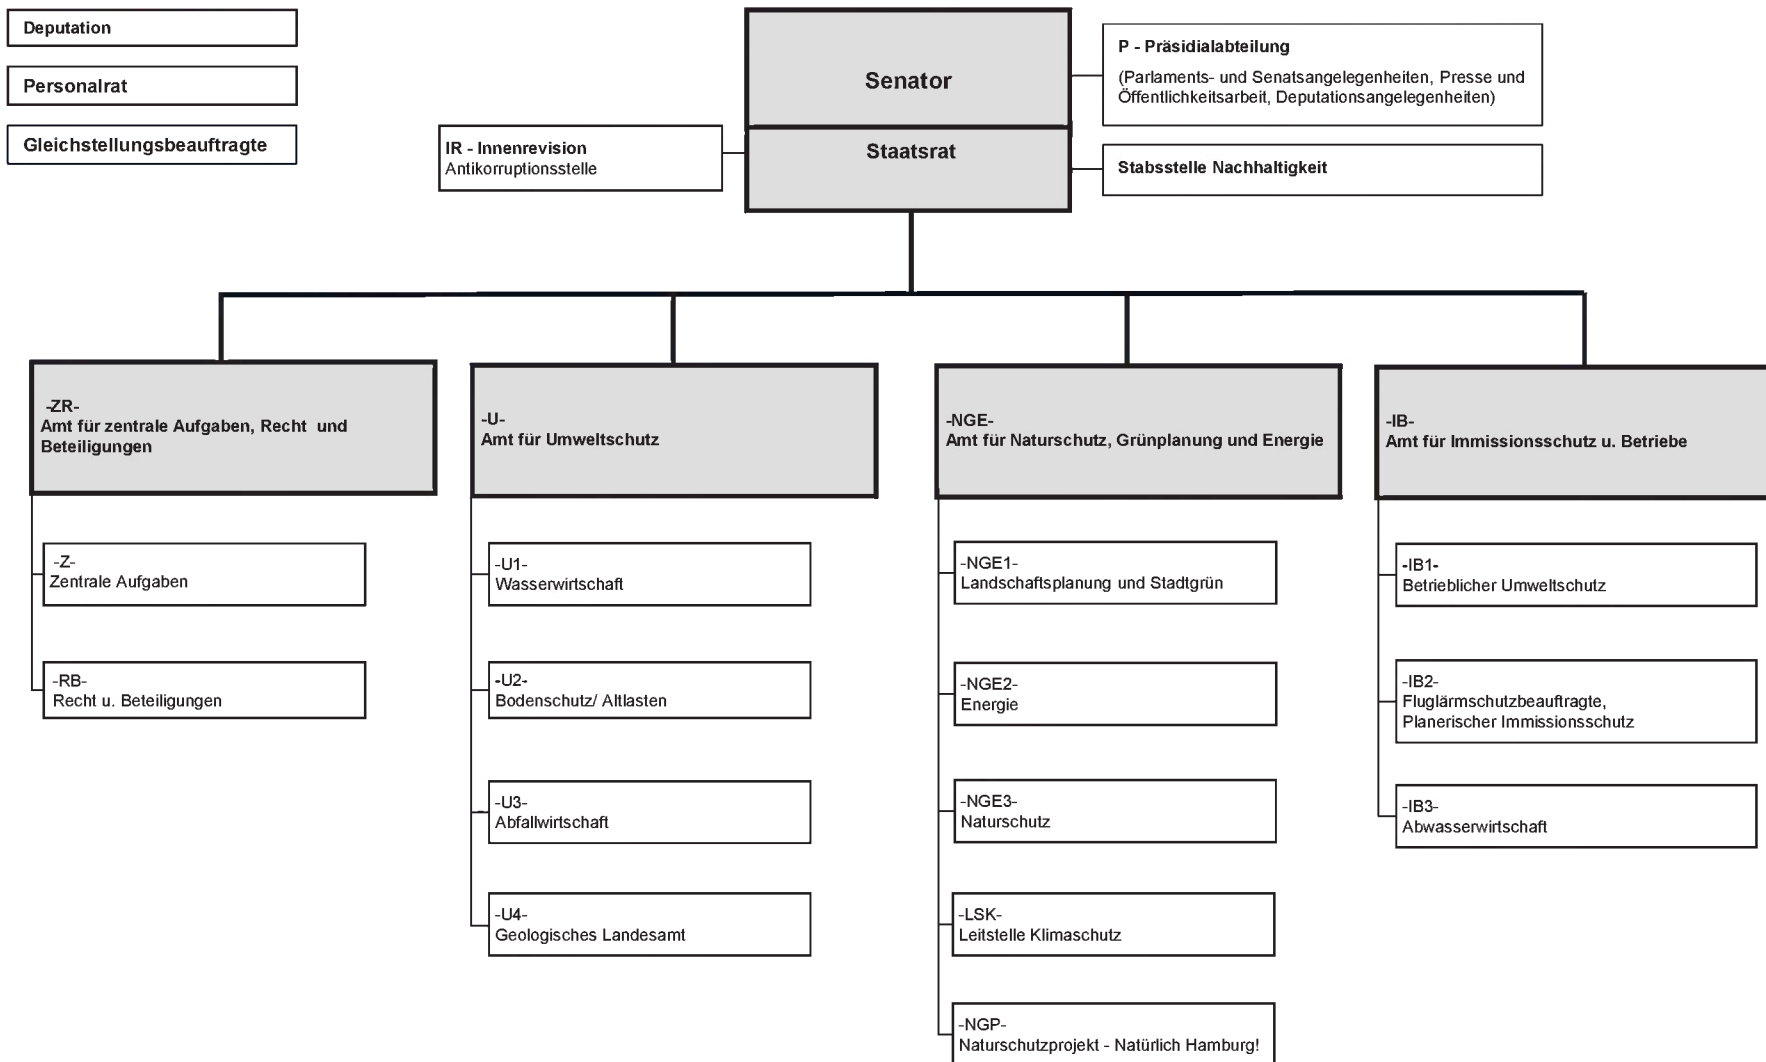 Deputation
Personalrat
Gleichstellungsbeauftragte
Senator
Staatsrat
P - Präsidialabteilung
(Parlaments- und Senatsangelegenheiten, Presse und
Öffentlichkeitsarbeit, Deputationsangelegenheiten)
IR - Innenrevision
Antikorruptionsstelle
Stabsstelle Nachhaltigkeit
-ZR-
Amt für zentrale Aufgaben, Recht und
Beteiligungen
-Z-
Zentrale Aufgaben
-RB-
Recht u. Beteiligungen
-U-
Amt für Umweltschutz
-U1-
Wasserwirtschaft
-U2-
Bodenschutz/ Altlasten
-U3-
Abfallwirtschaft
-U4-
Geologisches Landesamt
-NGE-
Amt für Naturschutz, Grünplanung und Energie
-NGE1-
Landschaftsplanung und Stadtgrün
-NGE2-
Energie
-NGE3-
Naturschutz
-LSK-
Leitstelle Klimaschutz
-NGP-
Naturschutzprojekt - Natürlich Hamburg!
-IB-
Amt für Immissionsschutz u. Betriebe
-IB1-
Betrieblicher Umweltschutz
-IB2-
Fluglärmschutzbeauftragte,
Planerischer Immissionsschutz
-IB3-
Abwasserwirtschaft